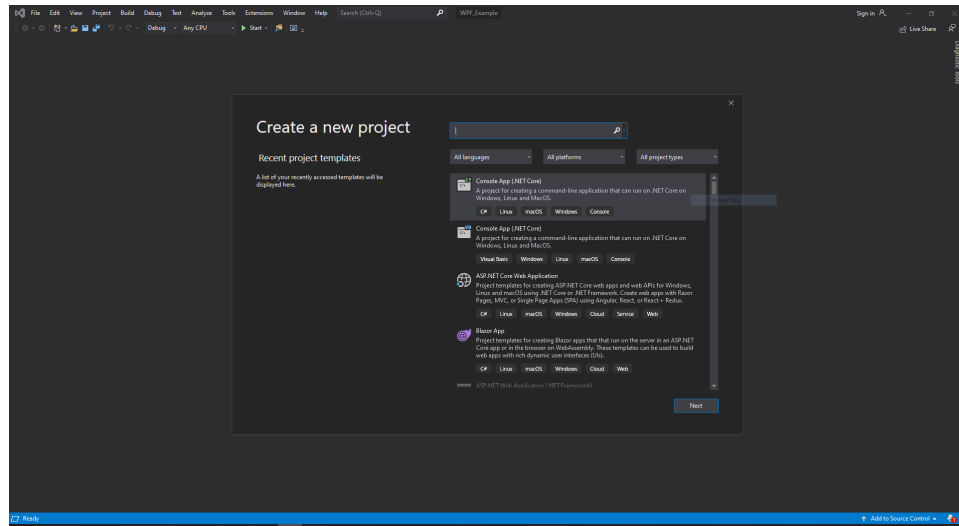 File Edit View Project Build Debug Test Analyze Tools Extensions Window Help Search (Ctrl+Q) WPF_Example Sign in
Debug Any CPU Start Live Share
Diagnostic Tools
Create a new project
Recent project templates
A list of your recently accessed templates will be
displayed here.
All languages All platforms All project types
Console App (.NET Core)
A project for creating a command-line application that can run on .NET Core on
Windows, Linux and MacOS.
C# Linux macOS Windows Console
Console App (.NET Core)
A project for creating a command-line application that can run on .NET Core on
Windows, Linux and MacOS.
Visual Basic Windows Linux macOS Console
ASP.NET Core Web Application
Project templates for creating ASP.NET Core web apps and web APIs for Windows,
Linux and macOS using .NET Core or .NET Framework. Create web apps with Razor
Pages, MVC, or Single Page Apps (SPA) using Angular, React, or React + Redux.
C# Linux macOS Windows Cloud Service Web
Blazor App
Project templates for creating Blazor apps that that run on the server in an ASP.NET
Core app or in the browser on WebAssembly. These templates can be used to build
web apps with rich dynamic user interfaces (UIs).
C# Linux macOS Windows Cloud Web
ASP.NET Web Application (.NET Framework)
Next
Ready Add to Source Control